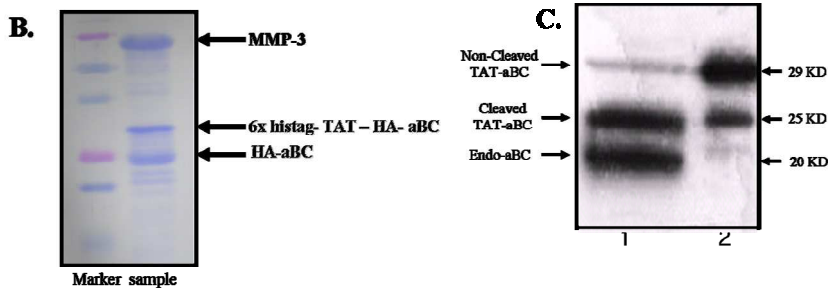 B.
MMP-3
6x histag- TAT – HA- aBC
HA-aBC
Marker sample
C.
Non-Cleaved
TAT-aBC
Cleaved
TAT-aBC
Endo-aBC
29 KD
25 KD
20 KD
1 2